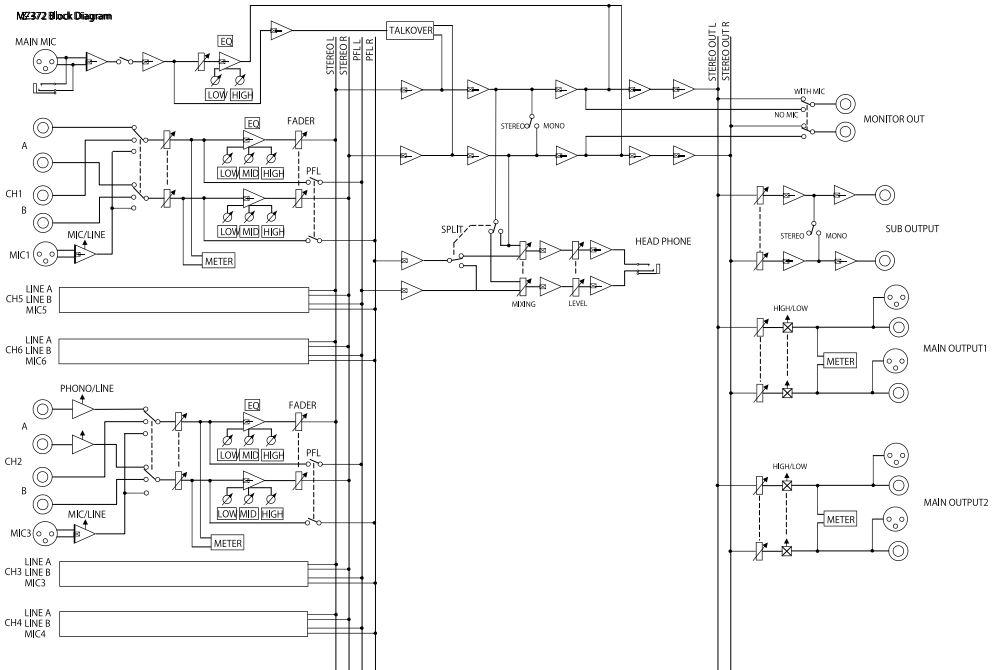 MZ372 Block Diagram
MAIN MIC
EQ
LOW HIGH
TALKOVER
STEREO L
STEREO R
PFL L
PFL R
STEREO OUT L
STEREO OUT R
WITH MIC
NO MIC
MONITOR OUT
STEREO MONO
A
CH1
B
MIC1
MIC/LINE
EQ
FADER
LOW MID HIGH
PFL
LOW MID HIGH
METER
SPLIT
MIXING
LEVEL
HEAD PHONE
STEREO MONO
SUB OUTPUT
LINE A
CH5 LINE B
MIC5
LINE A
CH6 LINE B
MIC6
HIGH/LOW
METER
MAIN OUTPUT1
PHONO/LINE
A
CH2
B
MIC3
MIC/LINE
EQ
FADER
LOW MID HIGH
PFL
LOW MID HIGH
METER
HIGH/LOW
METER
MAIN OUTPUT2
LINE A
CH3 LINE B
MIC3
LINE A
CH4 LINE B
MIC4